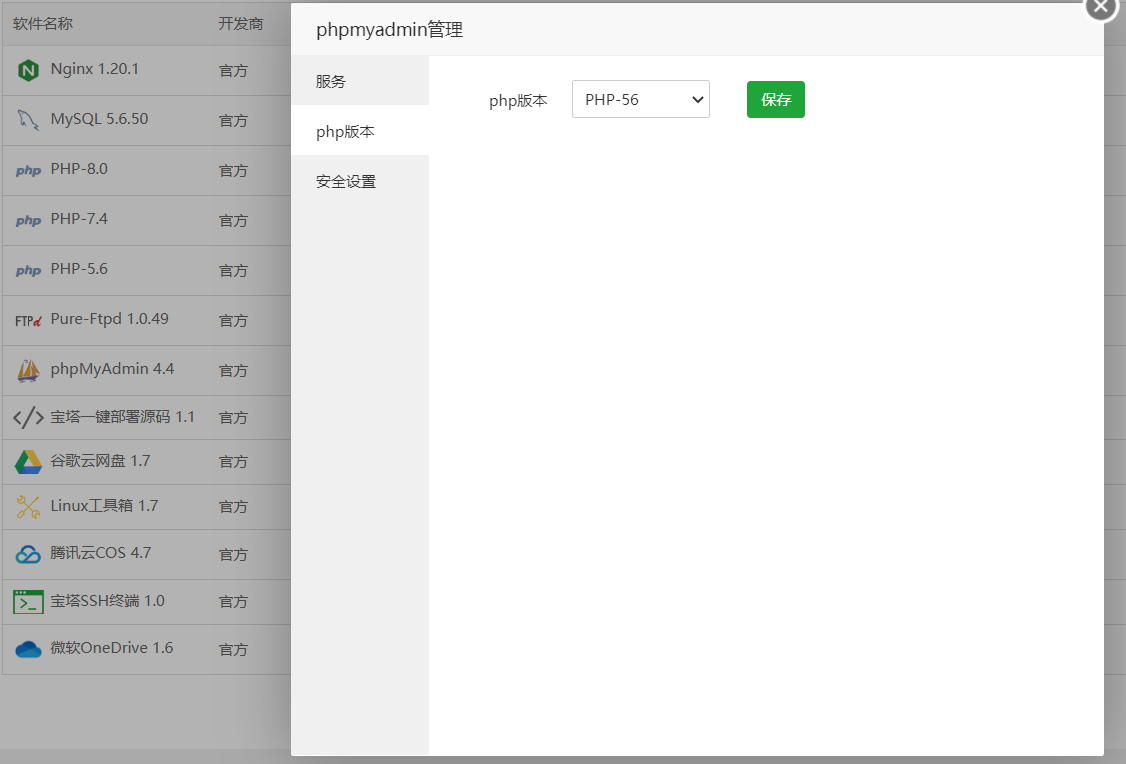 软件名称 开发商
Nginx 1.20.1 官方
MySQL 5.6.50 官方
php PHP-8.0 官方
php PHP-7.4 官方
php PHP-5.6 官方
FTPd Pure-Ftpd 1.0.49 官方
phpMyAdmin 4.4 官方
宝塔一键部署源码 1.1 官方
谷歌云网盘 1.7 官方
Linux工具箱 1.7 官方
腾讯云COS 4.7 官方
宝塔SSH终端 1.0 官方
微软OneDrive 1.6 官方
phpmyadmin管理
服务
php版本
安全设置
php版本 PHP-56 保存